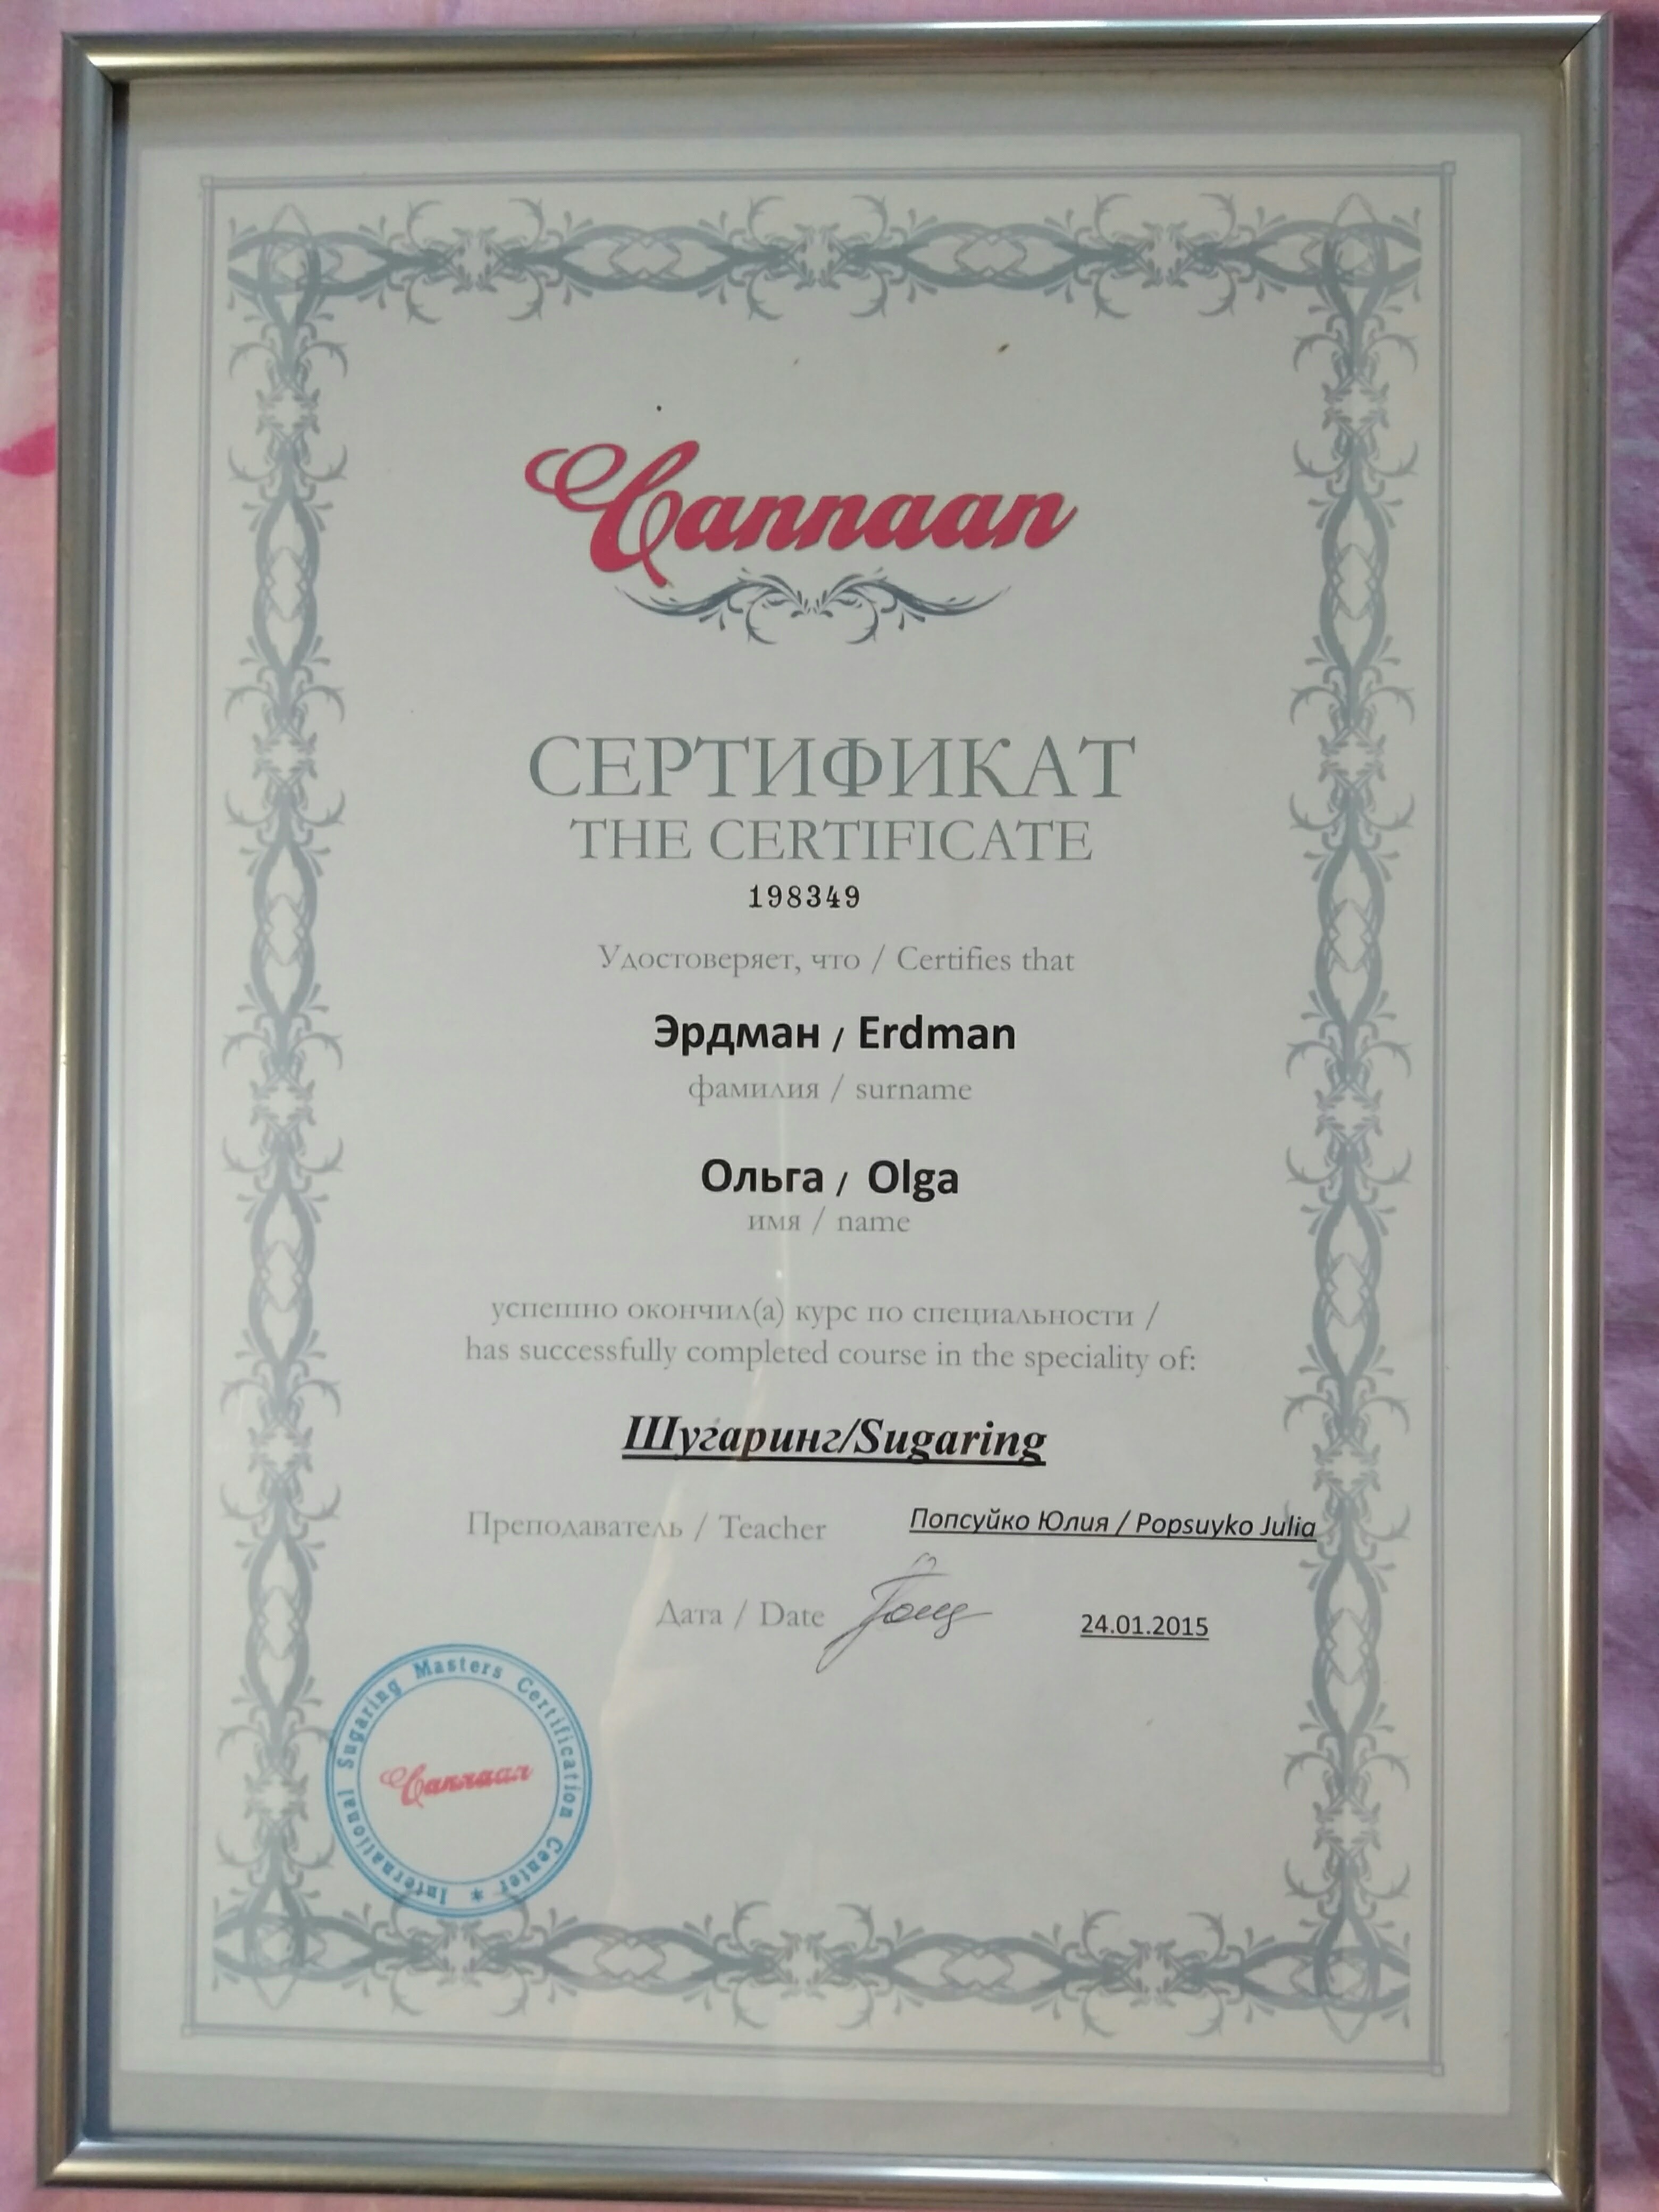 Cannaan
СЕРТИФИКАТ
THE CERTIFICATE
198349
Удостоверяет, что / Certifies that
Эрдман / Erdman
фамилия / surname
Ольга / Olga
имя / name
успешно окончил(а) курс по специальности /
has successfully completed course in the speciality of:
Шугаринг/Sugaring
Преподаватель / Teacher Попсуйко Юлия / Popsuyko Julia
Дата / Date 24.01.2015
International Sugaring Masters Certification Center *
Cannaan